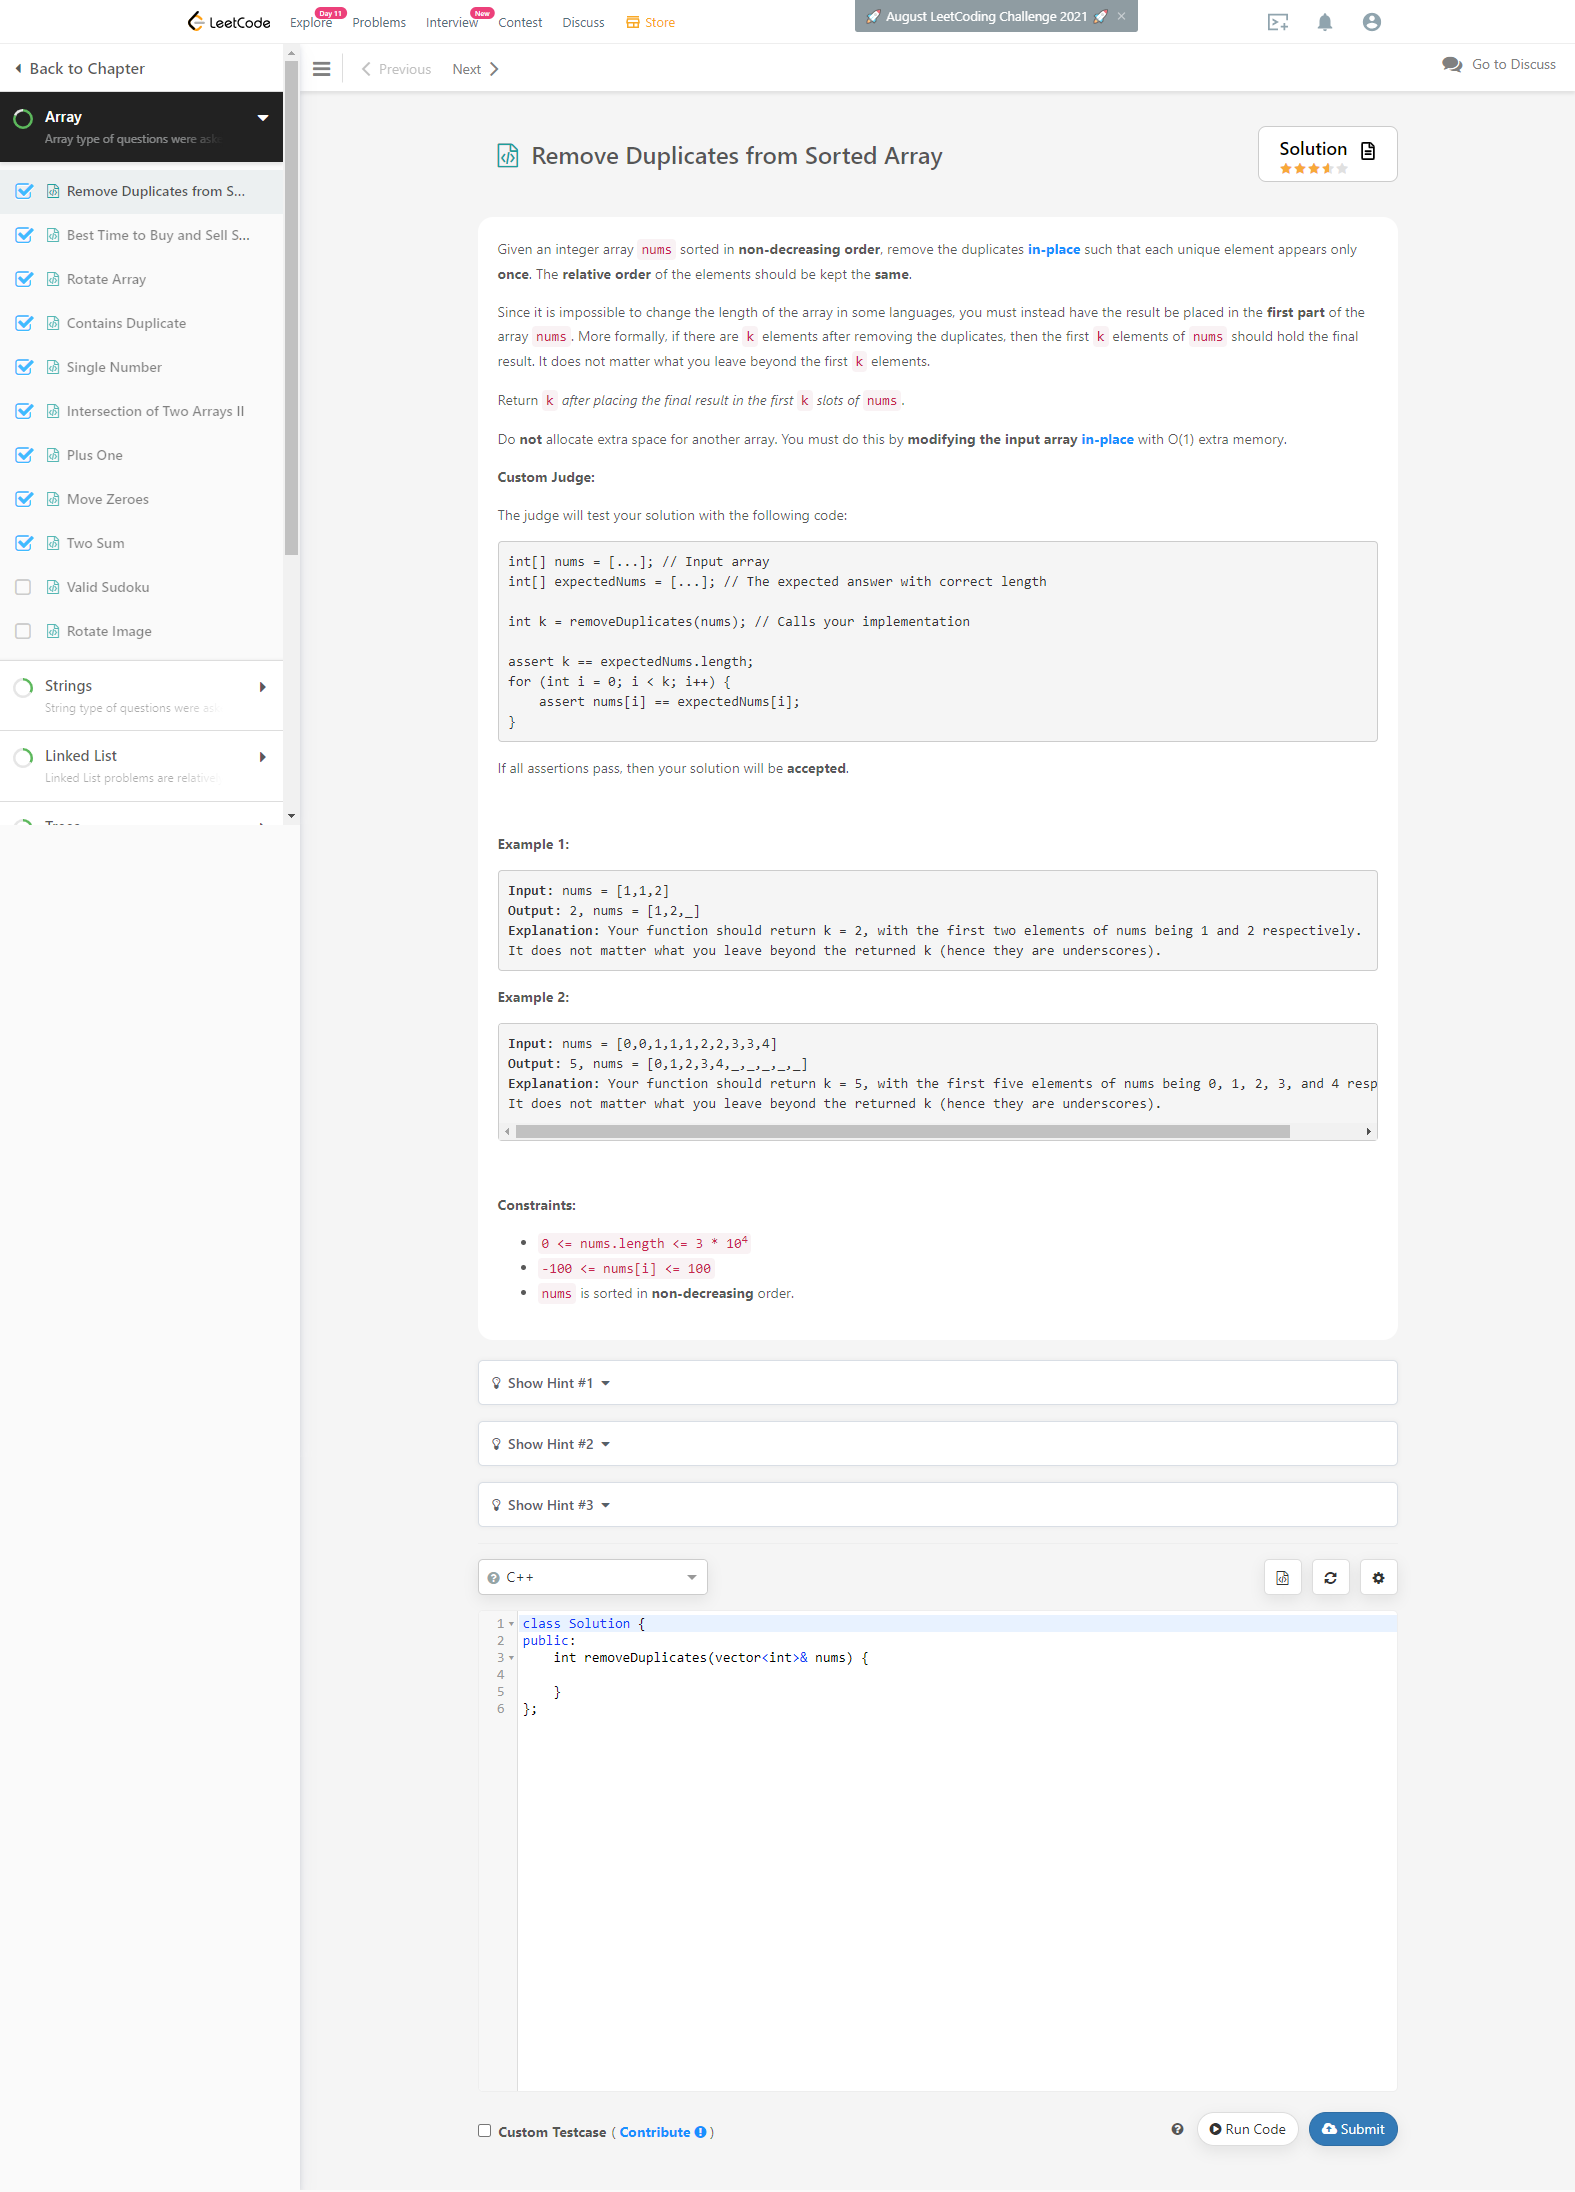 LeetCode
Explore Day 11 Problems Interview New Contest Discuss Store
August LeetCoding Challenge 2021 ×
Back to Chapter
Previous Next
Go to Discuss
Array
Array type of questions were
Remove Duplicates from S...
Best Time to Buy and Sell S...
Rotate Array
Contains Duplicate
Single Number
Intersection of Two Arrays II
Plus One
Move Zeroes
Two Sum
Valid Sudoku
Rotate Image
Strings
String type of questions were
Linked List
Linked List problems are
Remove Duplicates from Sorted Array
Solution
Given an integer array nums sorted in non-decreasing order, remove the duplicates in-place such that each unique element appears only
once. The relative order of the elements should be kept the same.
Since it is impossible to change the length of the array in some languages, you must instead have the result be placed in the first part of the
array nums. More formally, if there are k elements after removing the duplicates, then the first k elements of nums should hold the final
result. It does not matter what you leave beyond the first k elements.
Return k after placing the final result in the first k slots of nums.
Do not allocate extra space for another array. You must do this by modifying the input array in-place with O(1) extra memory.
Custom Judge:
The judge will test your solution with the following code:
int[] nums = [...]; // Input array
int[] expectedNums = [...]; // The expected answer with correct length
int k = removeDuplicates(nums); // Calls your implementation
assert k == expectedNums.length;
for (int i = 0; i < k; i++) {
    assert nums[i] == expectedNums[i];
}
If all assertions pass, then your solution will be accepted.
Example 1:
Input: nums = [1,1,2]
Output: 2, nums = [1,2,_]
Explanation: Your function should return k = 2, with the first two elements of nums being 1 and 2 respectively.
It does not matter what you leave beyond the returned k (hence they are underscores).
Example 2:
Input: nums = [0,0,1,1,1,2,2,3,3,4]
Output: 5, nums = [0,1,2,3,4,_,_,_,_,_]
Explanation: Your function should return k = 5, with the first five elements of nums being 0, 1, 2, 3, and 4 resp
It does not matter what you leave beyond the returned k (hence they are underscores).
Constraints:
• 0 <= nums.length <= 3 * 10⁴
• -100 <= nums[i] <= 100
• nums is sorted in non-decreasing order.
Show Hint #1
Show Hint #2
Show Hint #3
C++
1 class Solution {
2 public:
3     int removeDuplicates(vector<int>& nums) {
4
5     }
6 };
Custom Testcase ( Contribute )
Run Code Submit